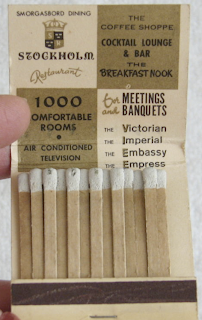 SMORGASBORD DINING
STOCKHOLM
Restaurant
THE
COFFEE SHOPPE
COCKTAIL LOUNGE
& BAR
THE
BREAKFAST NOOK
1000
COMFORTABLE
ROOMS
•
AIR CONDITIONED
TELEVISION
for MEETINGS
and BANQUETS
THE Victorian
THE Imperial
THE Embassy
THE Empress